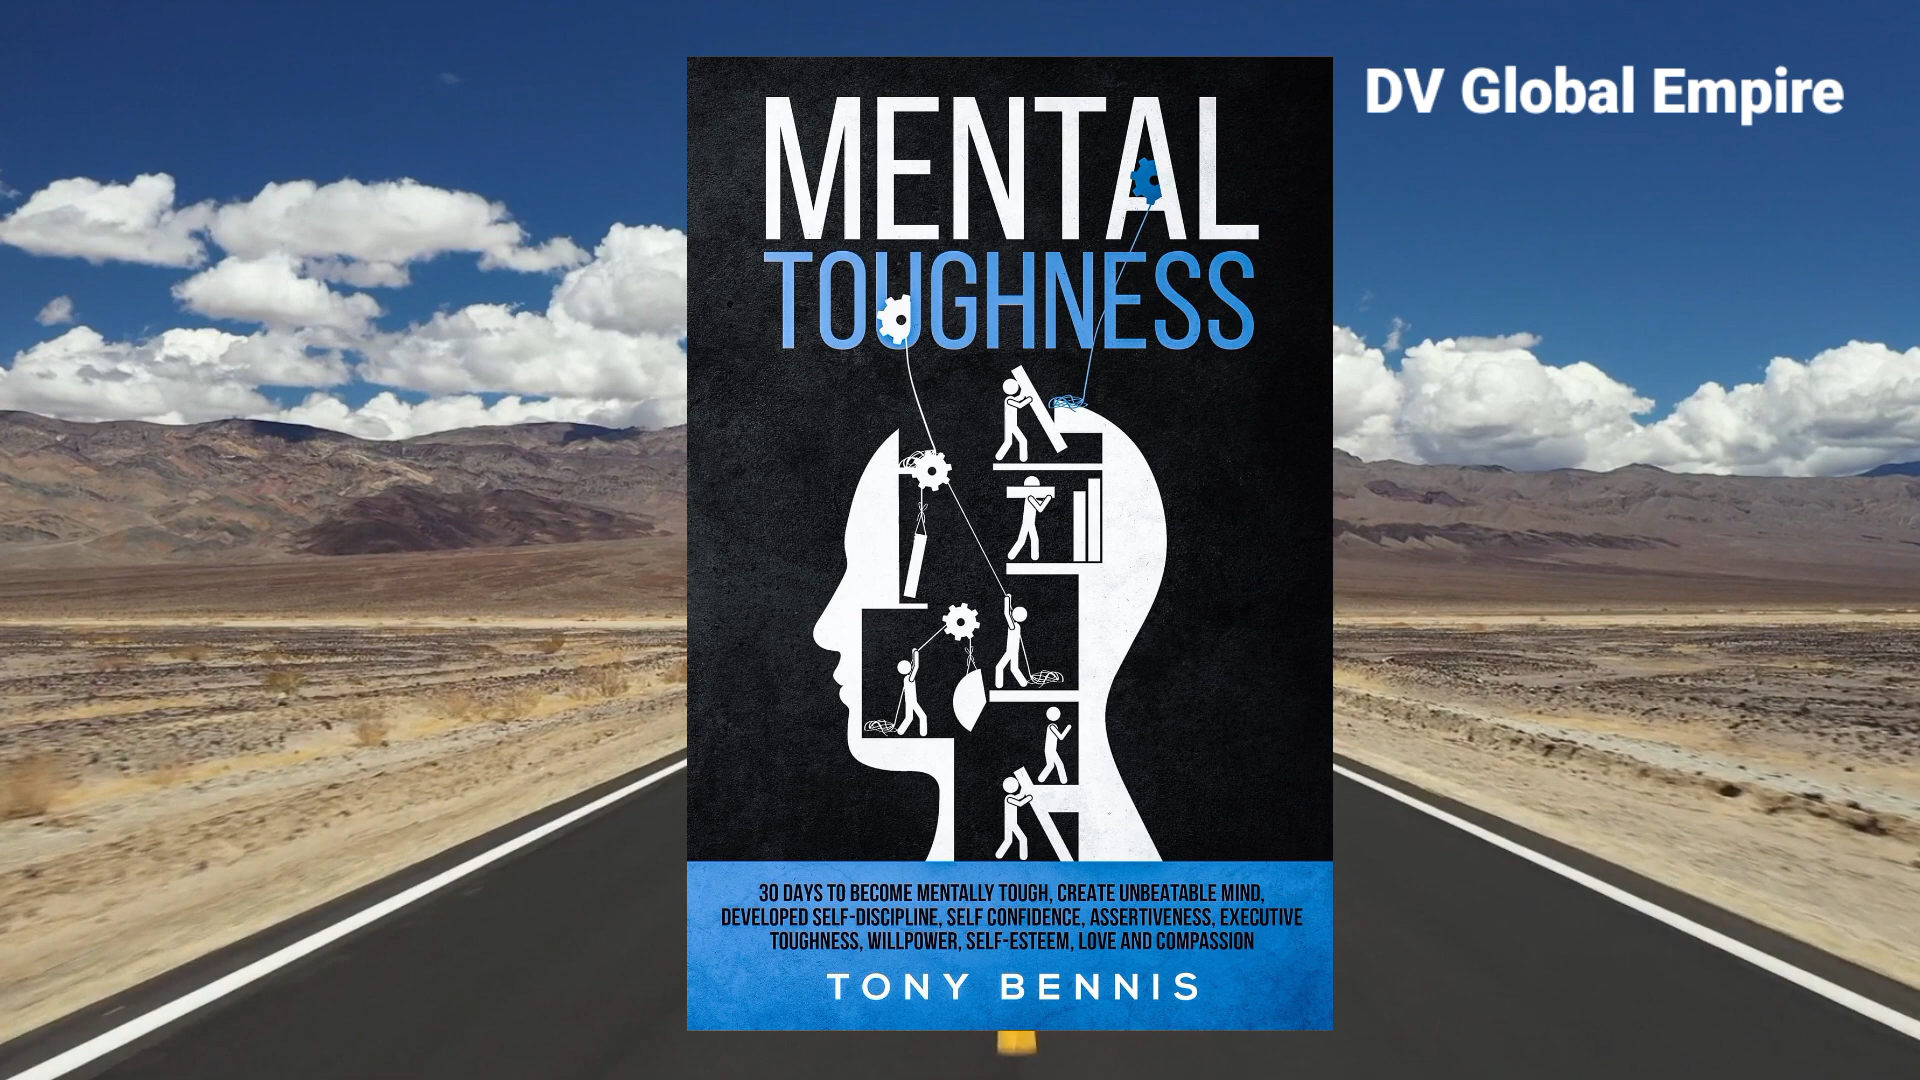 DV Global Empire
MENTAL
TOUGHNESS
30 DAYS TO BECOME MENTALLY TOUGH, CREATE UNBEATABLE MIND,
DEVELOPED SELF-DISCIPLINE, SELF CONFIDENCE, ASSERTIVENESS, EXECUTIVE
TOUGHNESS, WILLPOWER, SELF-ESTEEM, LOVE AND COMPASSION
TONY BENNIS